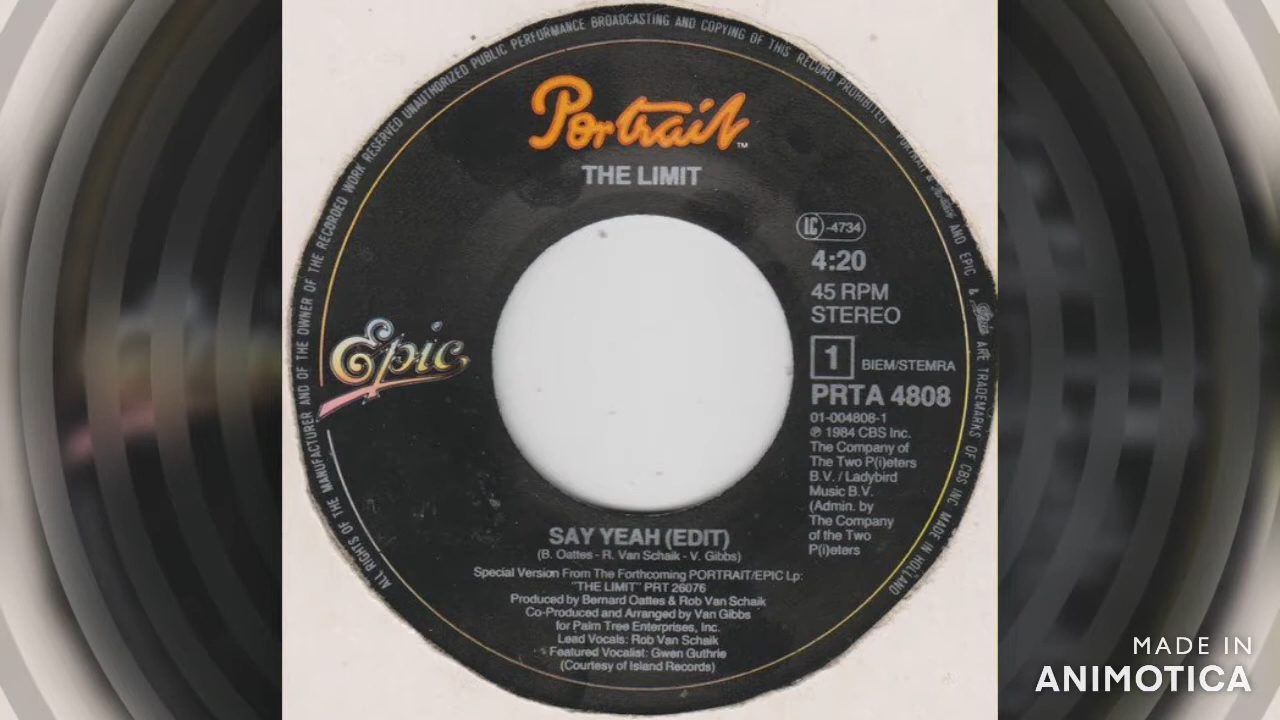 ALL RIGHTS OF THE MANUFACTURER AND OF THE OWNER OF THE RECORDED WORK RESERVED UNAUTHORIZED PUBLIC PERFORMANCE BROADCASTING AND COPYING OF THIS RECORD PROHIBITED - PORTRAIT & Portrait AND EPIC & Epic ARE TRADEMARKS OF CBS INC MADE IN HOLLAND
Portrait™
THE LIMIT
LC-4734
4:20
45 RPM
STEREO
Epic
1 BIEM/STEMRA
PRTA 4808
01-004808-1
℗ 1984 CBS Inc.
The Company of
The Two P(i)eters
B.V. / Ladybird
Music B.V.
(Admin. by
The Company
of the Two
P(i)eters
SAY YEAH (EDIT)
(B. Oattes - R. Van Schaik - V. Gibbs)
Special Version From The Forthcoming PORTRAIT/EPIC Lp:
"THE LIMIT" PRT 26076
Produced by Bernard Oattes & Rob Van Schaik
Co-Produced and Arranged by Van Gibbs
for Palm Tree Enterprises, Inc.
Lead Vocals: Rob Van Schaik
Featured Vocalist: Gwen Guthrie
(Courtesy of Island Records)
MADE IN
ANIMOTICA